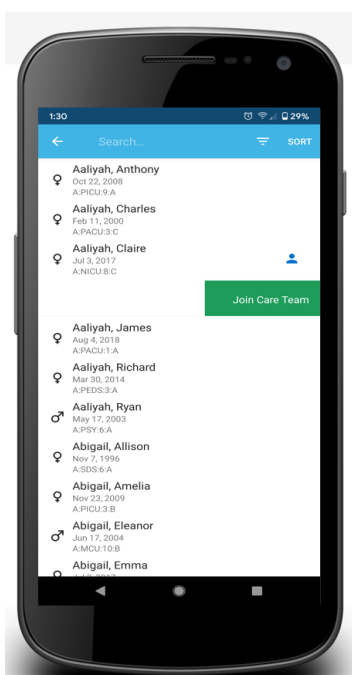 1:30 29%
Search... SORT
Aaliyah, Anthony
Oct 22, 2008
A:PICU:9:A
Aaliyah, Charles
Feb 11, 2000
A:PACU:3:C
Aaliyah, Claire
Jul 3, 2017
A:NICU:8:C
Join Care Team
Aaliyah, James
Aug 4, 2018
A:PACU:1:A
Aaliyah, Richard
Mar 30, 2014
A:PEDS:3:A
Aaliyah, Ryan
May 17, 2003
A:PSY:6:A
Abigail, Allison
Nov 7, 1996
A:SDS:6:A
Abigail, Amelia
Nov 23, 2009
A:PICU:3:B
Abigail, Eleanor
Jun 17, 2004
A:MCU:10:B
Abigail, Emma